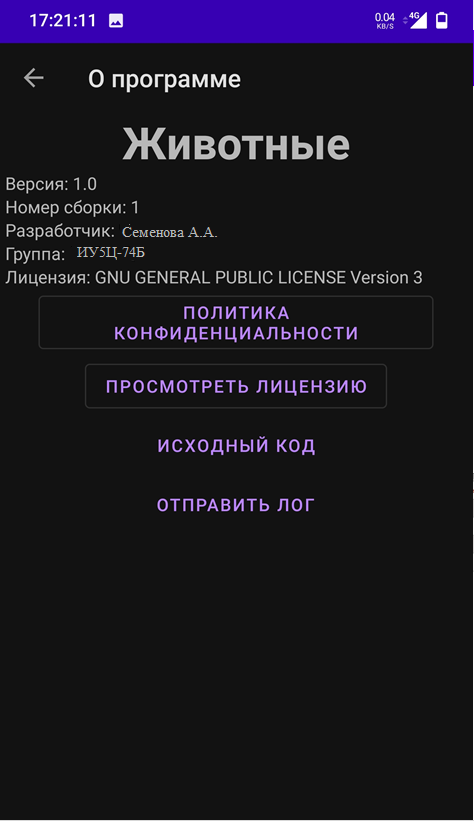 17:21:11
0.04
KB/S
4G
О программе
Животные
Версия: 1.0
Номер сборки: 1
Разработчик: Семенова А.А.
Группа: ИУ5Ц-74Б
Лицензия: GNU GENERAL PUBLIC LICENSE Version 3
ПОЛИТИКА
КОНФИДЕНЦИАЛЬНОСТИ
ПРОСМОТРЕТЬ ЛИЦЕНЗИЮ
ИСХОДНЫЙ КОД
ОТПРАВИТЬ ЛОГ